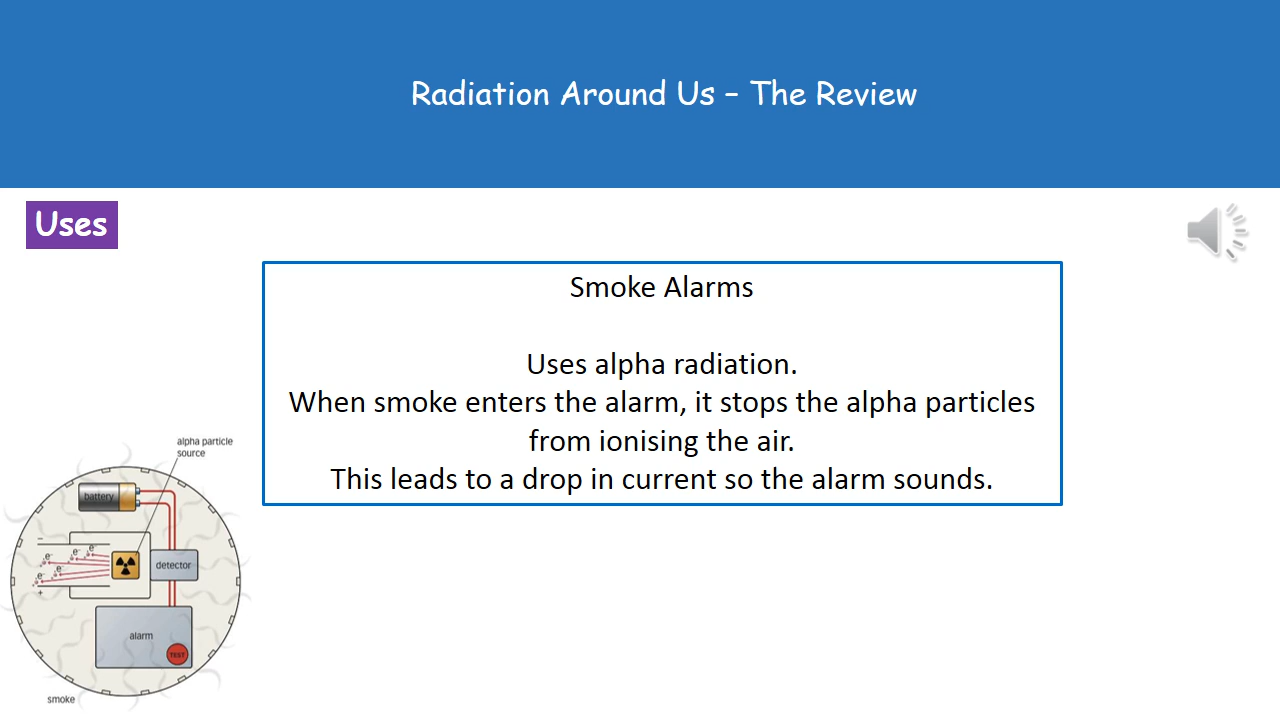 Radiation Around Us – The Review
Uses
Smoke Alarms
Uses alpha radiation.
When smoke enters the alarm, it stops the alpha particles
from ionising the air.
This leads to a drop in current so the alarm sounds.
alpha particle
source
battery
–
e⁻
e⁻
e⁻
e⁻
e⁻
+
detector
alarm
TEST
smoke